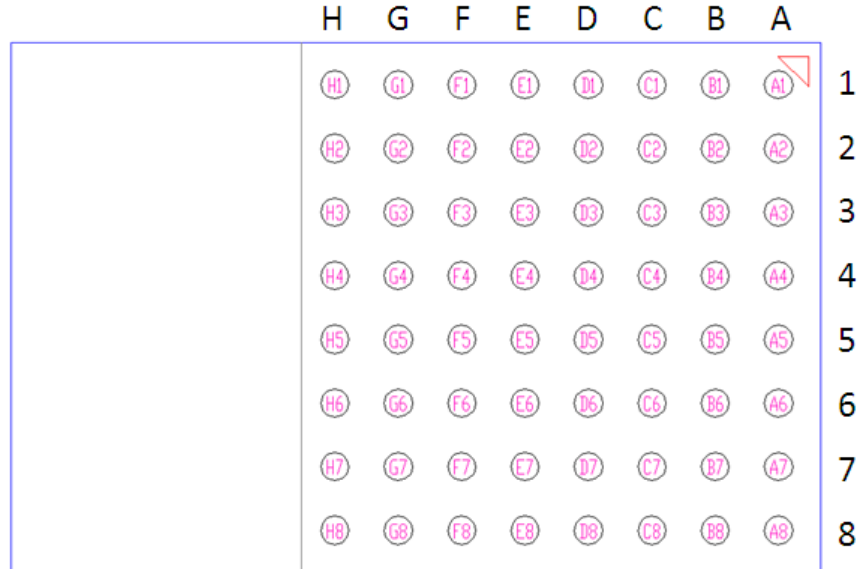 H G F E D C B A
H1 G1 F1 E1 D1 C1 B1 A1 1
H2 G2 F2 E2 D2 C2 B2 A2 2
H3 G3 F3 E3 D3 C3 B3 A3 3
H4 G4 F4 E4 D4 C4 B4 A4 4
H5 G5 F5 E5 D5 C5 B5 A5 5
H6 G6 F6 E6 D6 C6 B6 A6 6
H7 G7 F7 E7 D7 C7 B7 A7 7
H8 G8 F8 E8 D8 C8 B8 A8 8